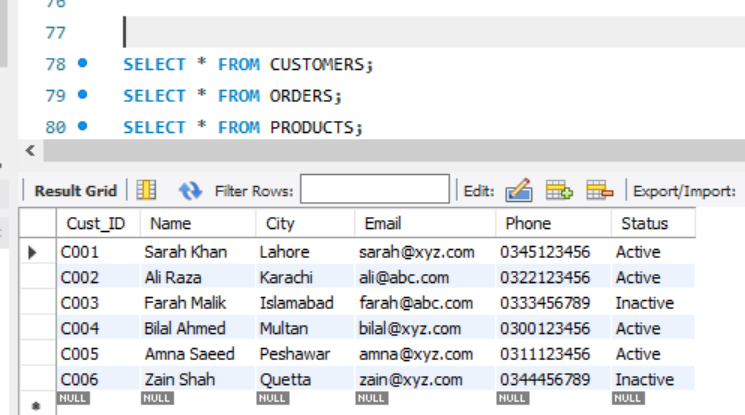 76
77
78 SELECT * FROM CUSTOMERS;
79 SELECT * FROM ORDERS;
80 SELECT * FROM PRODUCTS;
Result Grid Filter Rows: Edit: Export/Import:
Cust_ID Name City Email Phone Status
C001 Sarah Khan Lahore sarah@xyz.com 0345123456 Active
C002 Ali Raza Karachi ali@abc.com 0322123456 Active
C003 Farah Malik Islamabad farah@abc.com 0333456789 Inactive
C004 Bilal Ahmed Multan bilal@xyz.com 0300123456 Active
C005 Amna Saeed Peshawar amna@xyz.com 0311123456 Active
C006 Zain Shah Quetta zain@xyz.com 0344456789 Inactive
NULL NULL NULL NULL NULL NULL